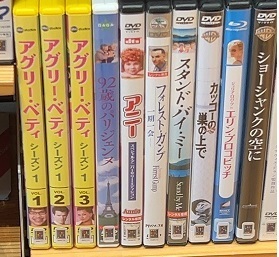 アグリー・ベティ
シーズン1
VOL.
1
アグリー・ベティ
シーズン1
VOL.
2
アグリー・ベティ
シーズン1
VOL.
3
92歳のパリジェンヌ
DVD
アニー
Annie
DVD
フォレスト・ガンプ
一期一会
DVD
スタンド・バイ・ミー
Stand by Me
DVD
カッコーの巣の上で
DVD
エリン・ブロコビッチ
Blu-ray
ショーシャンクの空に
DVD